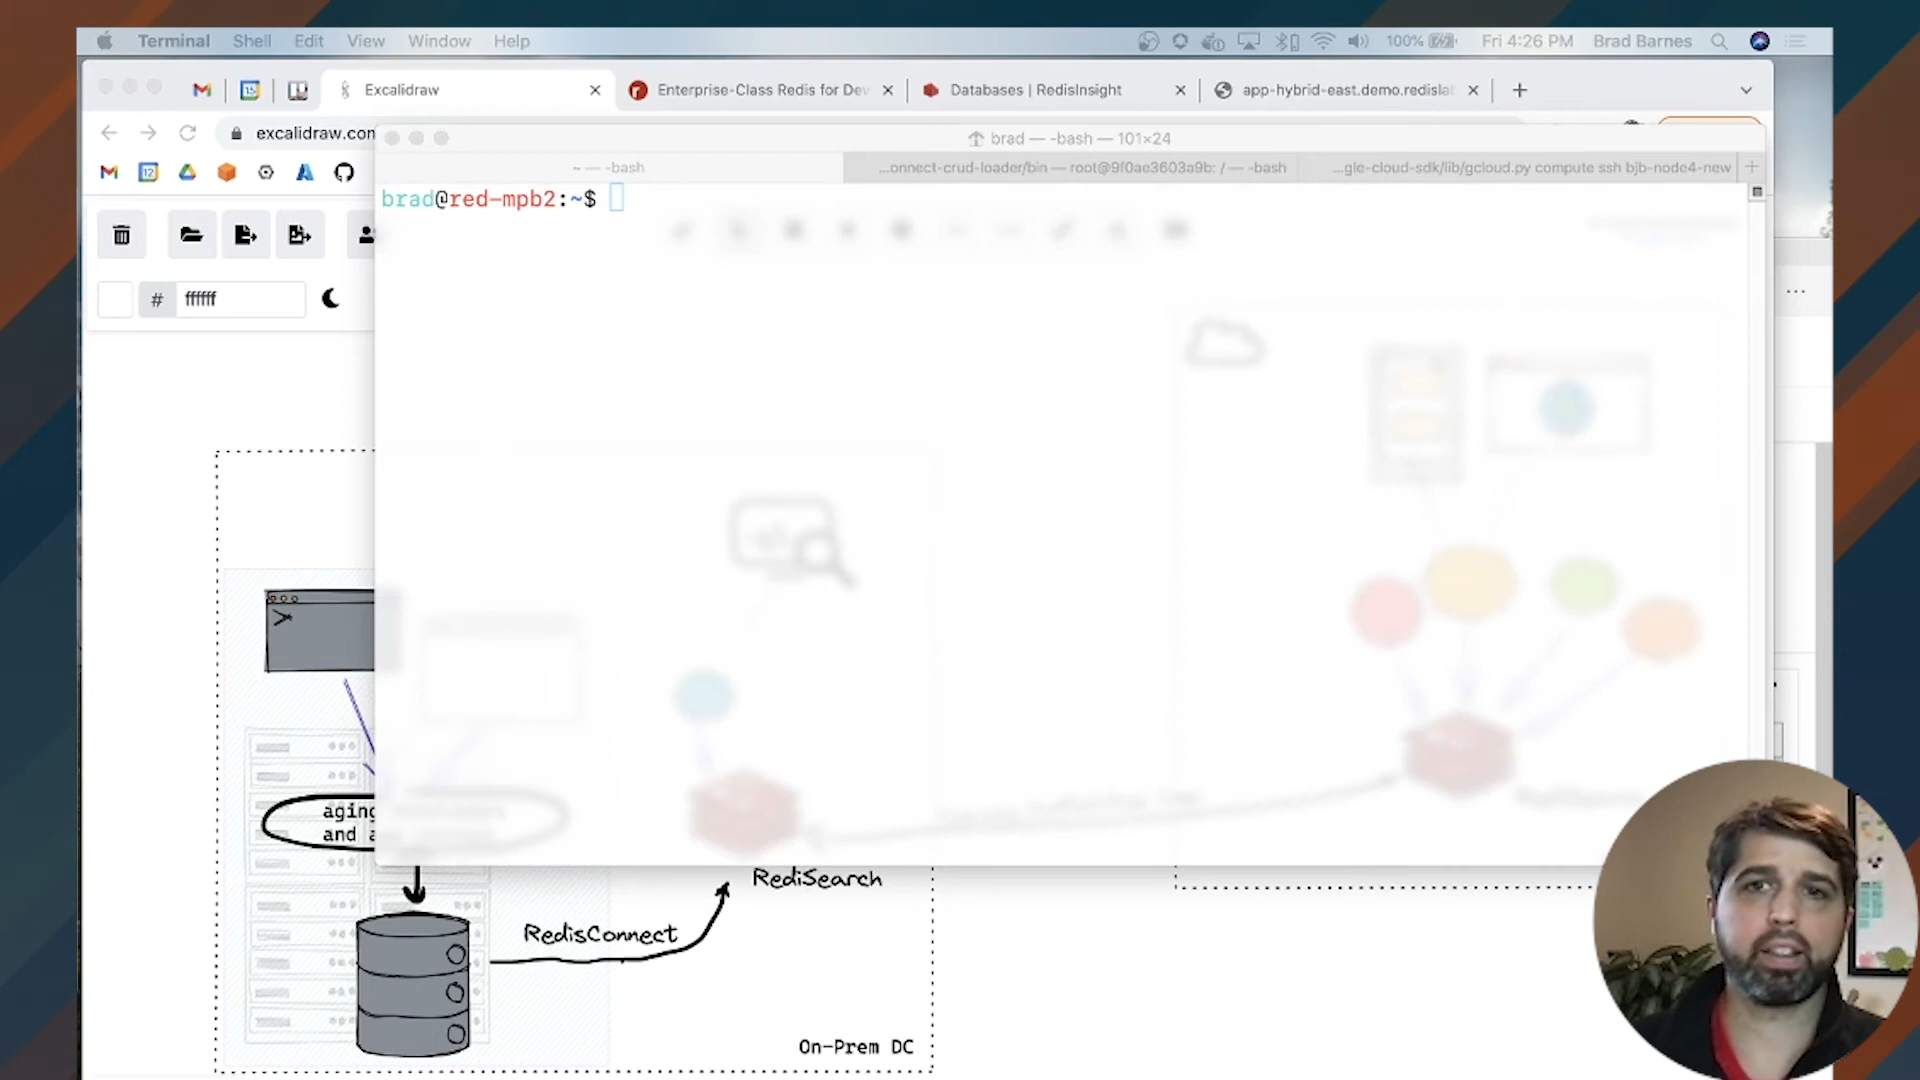 Terminal Shell Edit View Window Help 100% Fri 4:26 PM Brad Barnes
Excalidraw
Enterprise-Class Redis for Dev
Databases | RedisInsight
app-hybrid-east.demo.redislab
excalidraw.com
brad — -bash — 101×24
~ — -bash
...onnect-crud-loader/bin — root@9f0ae3603a9b: / — -bash
...gle-cloud-sdk/lib/gcloud.py compute ssh bjb-node4-new
brad@red-mpb2:~$
# ffffff
>
aging
and a
RediSearch
RedisConnect
On-Prem DC